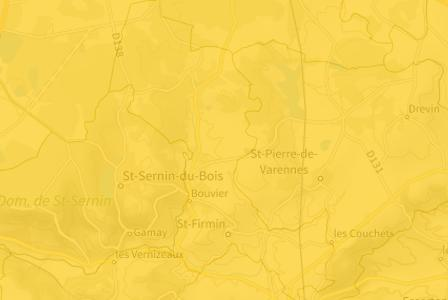 D138
Drevin
St-Pierre-de-
Varennes
D131
St-Sernin-du-Bois
Bouvier
Dom. de St-Sernin
St-Firmin
Gamay
les Couchets
les Vernizeaux